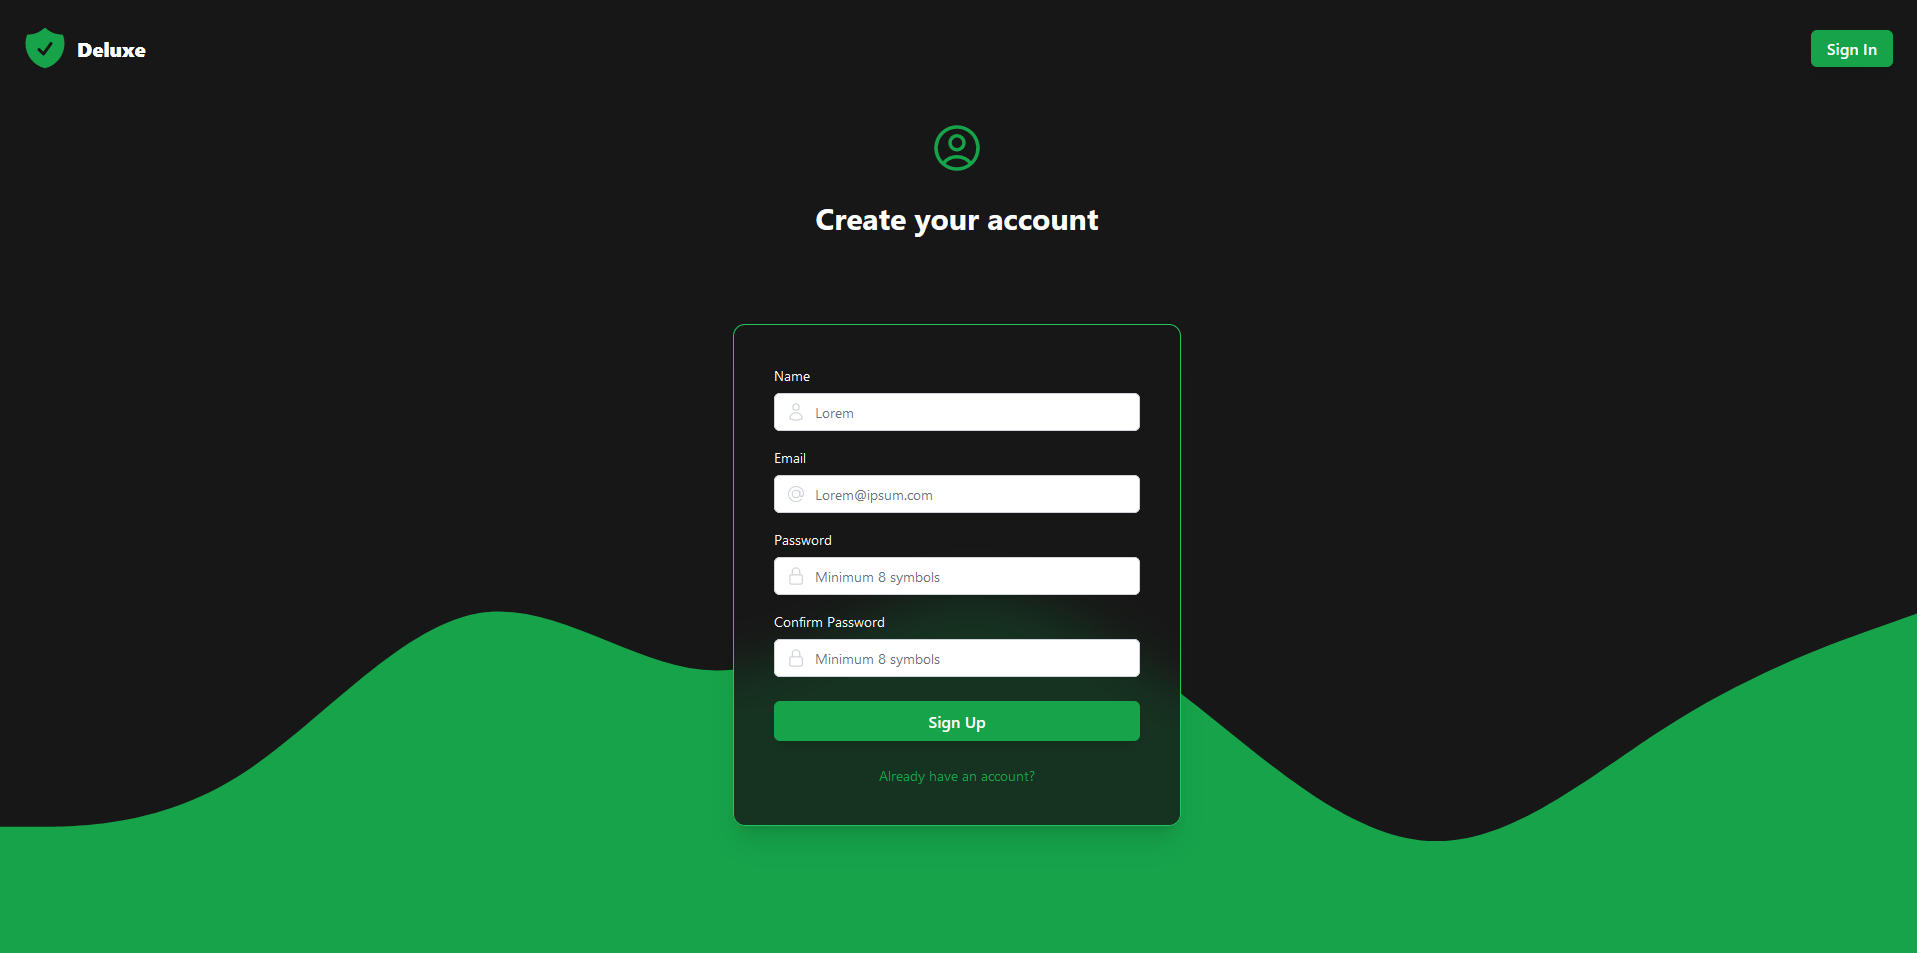 Deluxe
Sign In
Create your account
Name
Lorem
Email
Lorem@ipsum.com
Password
Minimum 8 symbols
Confirm Password
Minimum 8 symbols
Sign Up
Already have an account?